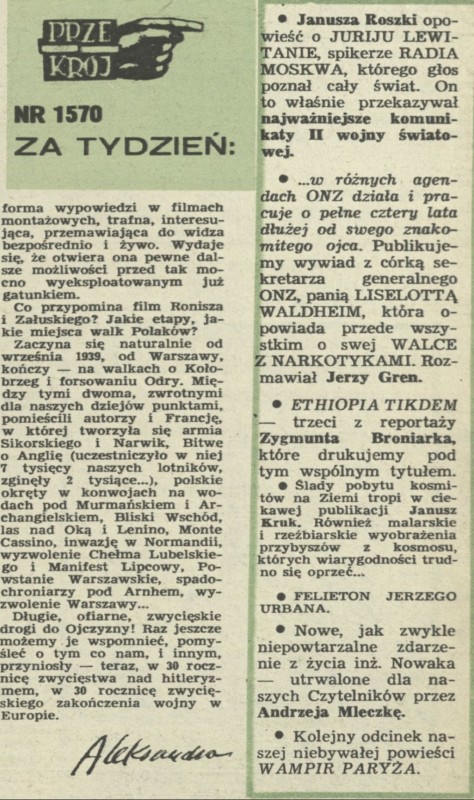 PRZE
KRÓJ
NR 1570
ZA TYDZIEŃ:
forma wypowiedzi w filmach
montażowych, trafna, interesu-
jąca, przemawiająca do widza
bezpośrednio i żywo. Wydaje
się, że otwiera ona pewne dal-
sze możliwości przed tak mo-
cno wyeksploatowanym już
gatunkiem.
Co przypomina film Ronisza
i Załuskiego? Jakie etapy, ja-
kie miejsca walk Polaków?
Zaczyna się naturalnie od
września 1939, od Warszawy,
kończy — na walkach o Koło-
brzeg i forsowaniu Odry. Mię-
dzy tymi dwoma, zwrotnymi
dla naszych dziejów punktami,
pomieścili autorzy i Francję,
w której tworzyła się armia
Sikorskiego i Narwik, Bitwę
o Anglię (uczestniczyło w niej
7 tysięcy naszych lotników,
zginęły 2 tysiące...), polskie
okręty w konwojach na wo-
dach pod Murmańskiem i Ar-
changielskiem, Bliski Wschód,
las nad Oką i Lenino, Monte
Cassino, inwazję w Normandii,
wyzwolenie Chełma Lubelskie-
go i Manifest Lipcowy, Po-
wstanie Warszawskie, spado-
chroniarzy pod Arnhem, wy-
zwolenie Warszawy...
Długie, ofiarne, zwycięskie
drogi do Ojczyzny! Raz jeszcze
możemy je wspomnieć, pomy-
śleć o tym co nam, i innym,
przyniosły — teraz, w 30 rocz-
nicę zwycięstwa nad hitleryz-
mem, w 30 rocznicę zwycię-
skiego zakończenia wojny w
Europie.
Aleksandra
• Janusza Roszki opo-
wieść o JURIJU LEWI-
TANIE, spikerze RADIA
MOSKWA, którego głos
poznał cały świat. On
to właśnie przekazywał
najważniejsze komuni-
katy II wojny świato-
wej.
• ...w różnych agen-
dach ONZ działa i pra-
cuje o pełne cztery lata
dłużej od swego znako-
mitego ojca. Publikuje-
my wywiad z córką se-
kretarza generalnego
ONZ, panią LISELOTTĄ
WALDHEIM, która o-
powiada przede wszy-
stkim o swej WALCE
Z NARKOTYKAMI. Roz-
mawiał Jerzy Gren.
• ETHIOPIA TIKDEM
— trzeci z reportaży
Zygmunta Broniarka,
które drukujemy pod
tym wspólnym tytułem.
• Ślady pobytu kosmi-
tów na Ziemi tropi w cie-
kawej publikacji Janusz
Kruk. Również malarskie
i rzeźbiarskie wyobrażenia
przybyszów z kosmosu,
których wiarygodności trud-
no się oprzeć...
• FELIETON JERZEGO
URBANA.
• Nowe, jak zwykle
niepowtarzalne zdarze-
nie z życia inż. Nowaka
— utrwalone dla na-
szych Czytelników przez
Andrzeja Mleczkę.
• Kolejny odcinek na-
szej niebywałej powieści
WAMPIR PARYŻA.